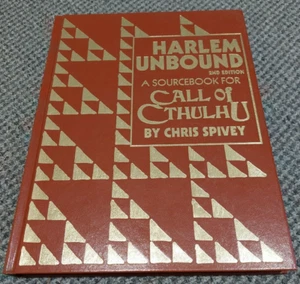 HARLEM
UNBOUND
2ND EDITION
A SOURCEBOOK FOR
CALL OF
CTHULHU
BY CHRIS SPIVEY